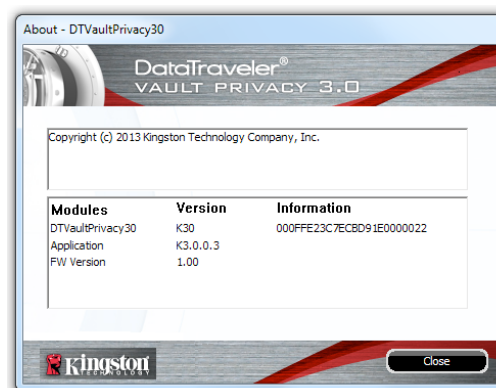 About - DTVaultPrivacy30
DataTraveler®
VAULT PRIVACY 3.0
Copyright (c) 2013 Kingston Technology Company, Inc.
Modules Version Information
DTVaultPrivacy30 K30 000FFE23C7ECBD91E0000022
Application K3.0.0.3
FW Version 1.00
Kingston
TECHNOLOGY
Close